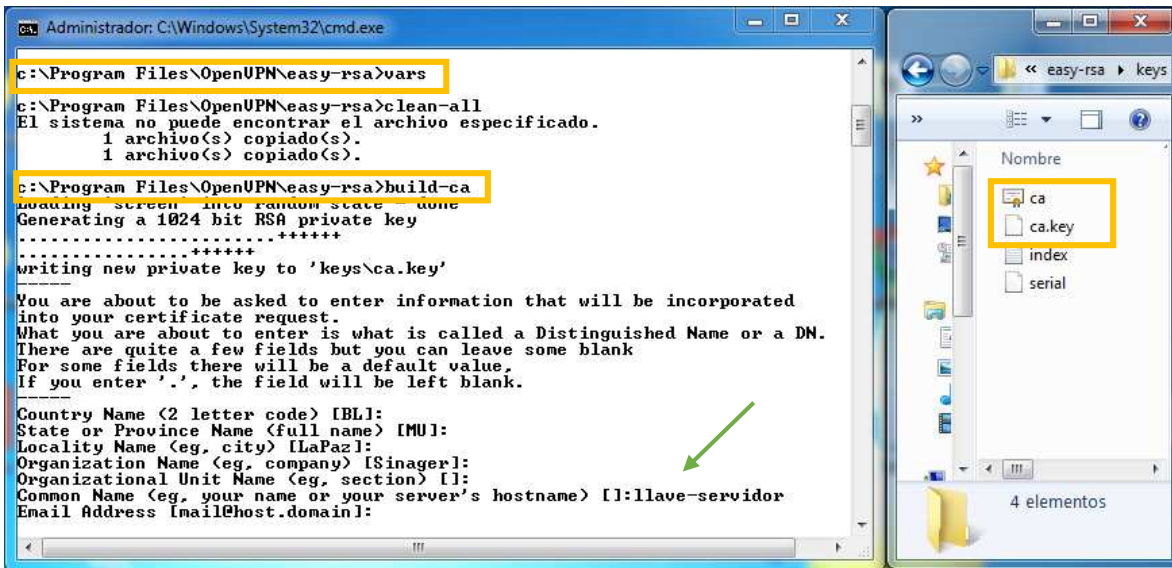 Administrador: C:\Windows\System32\cmd.exe
c:\Program Files\OpenVPN\easy-rsa>vars
c:\Program Files\OpenVPN\easy-rsa>clean-all
El sistema no puede encontrar el archivo especificado.
1 archivo(s) copiado(s).
1 archivo(s) copiado(s).
c:\Program Files\OpenVPN\easy-rsa>build-ca
Loading 'screen' into random state - done
Generating a 1024 bit RSA private key
........................++++++
................++++++
writing new private key to 'keys\ca.key'
-----
You are about to be asked to enter information that will be incorporated
into your certificate request.
What you are about to enter is what is called a Distinguished Name or a DN.
There are quite a few fields but you can leave some blank
For some fields there will be a default value,
If you enter '.', the field will be left blank.
-----
Country Name (2 letter code) [BL]:
State or Province Name (full name) [MU]:
Locality Name (eg, city) [LaPaz]:
Organization Name (eg, company) [Sinager]:
Organizational Unit Name (eg, section) []:
Common Name (eg, your name or your server's hostname) []:llave-servidor
Email Address [mail@host.domain]:
« easy-rsa ▸ keys
»
Nombre
ca
ca.key
index
serial
4 elementos